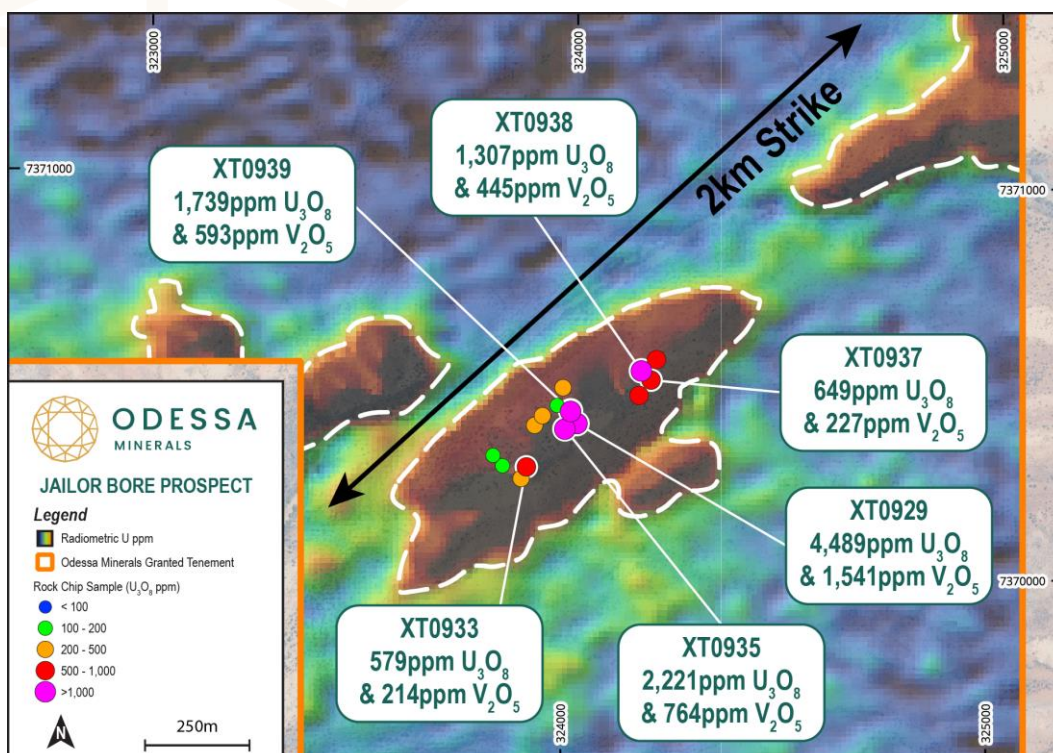 323000
324000
325000
7371000
7371000
7370000
324000
325000
2km Strike
XT0938
1,307ppm U₃O₈
& 445ppm V₂O₅
XT0939
1,739ppm U₃O₈
& 593ppm V₂O₅
XT0937
649ppm U₃O₈
& 227ppm V₂O₅
XT0929
4,489ppm U₃O₈
& 1,541ppm V₂O₅
XT0935
2,221ppm U₃O₈
& 764ppm V₂O₅
XT0933
579ppm U₃O₈
& 214ppm V₂O₅
ODESSA
MINERALS
JAILOR BORE PROSPECT
Legend
Radiometric U ppm
Odessa Minerals Granted Tenement
Rock Chip Sample (U₃O₈ ppm)
< 100
100 - 200
200 - 500
500 - 1,000
>1,000
N
250m